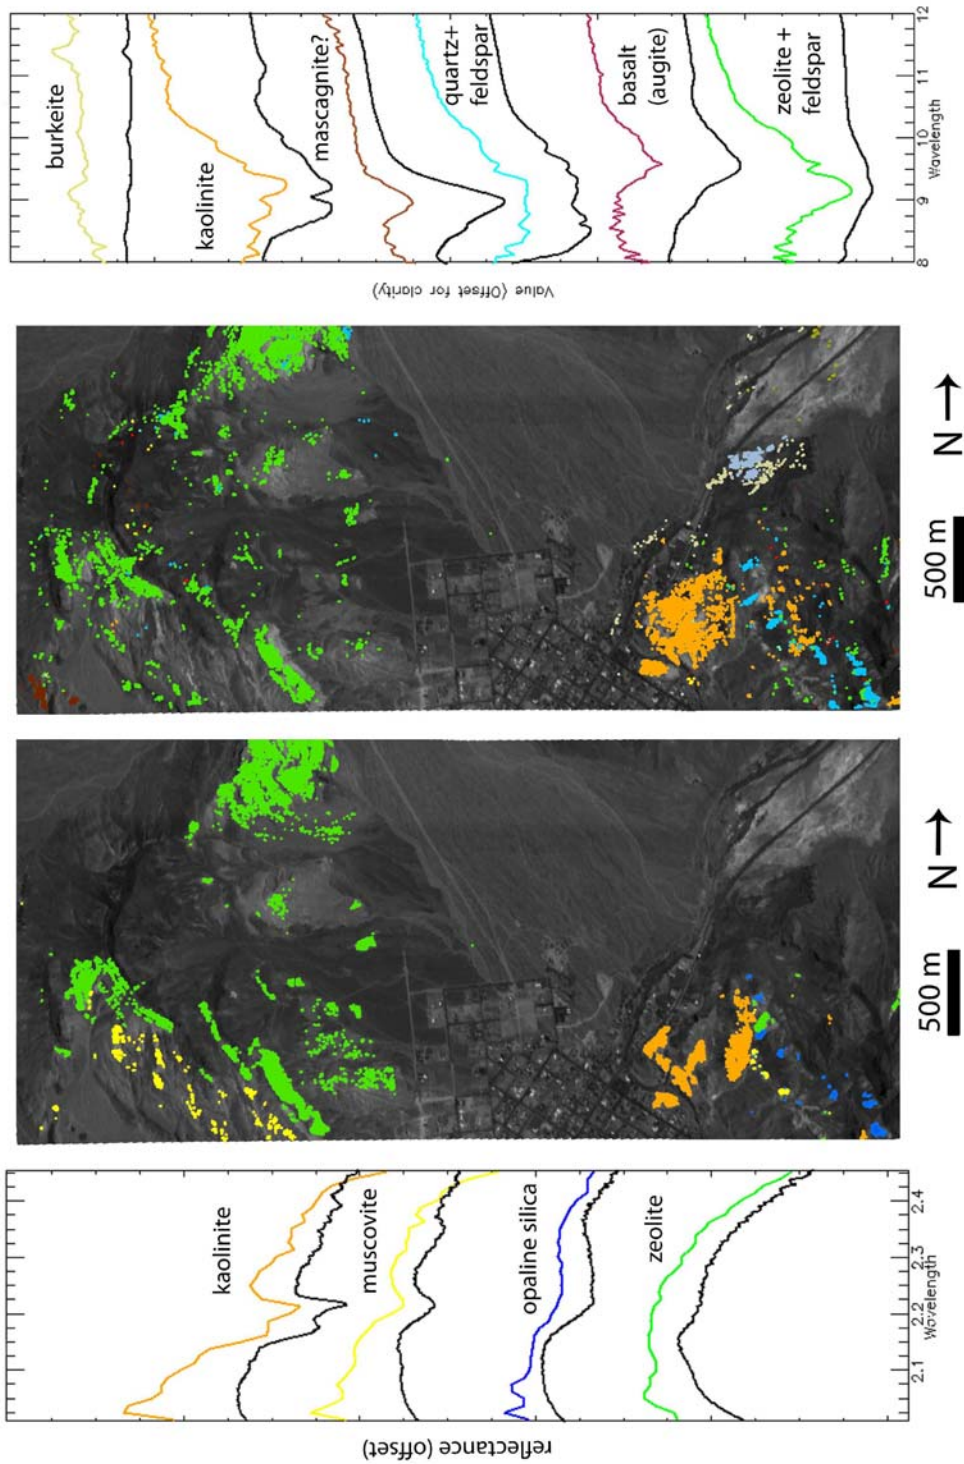 reflectance (offset)
kaolinite
muscovite
opaline silica
zeolite
2.1
2.2
2.3
2.4
Wavelength
500 m
N
500 m
N
Value (Offset for clarity)
burkeite
kaolinite
mascagnite?
quartz+
feldspar
basalt
(augite)
zeolite +
feldspar
8
9
10
11
12
Wavelength